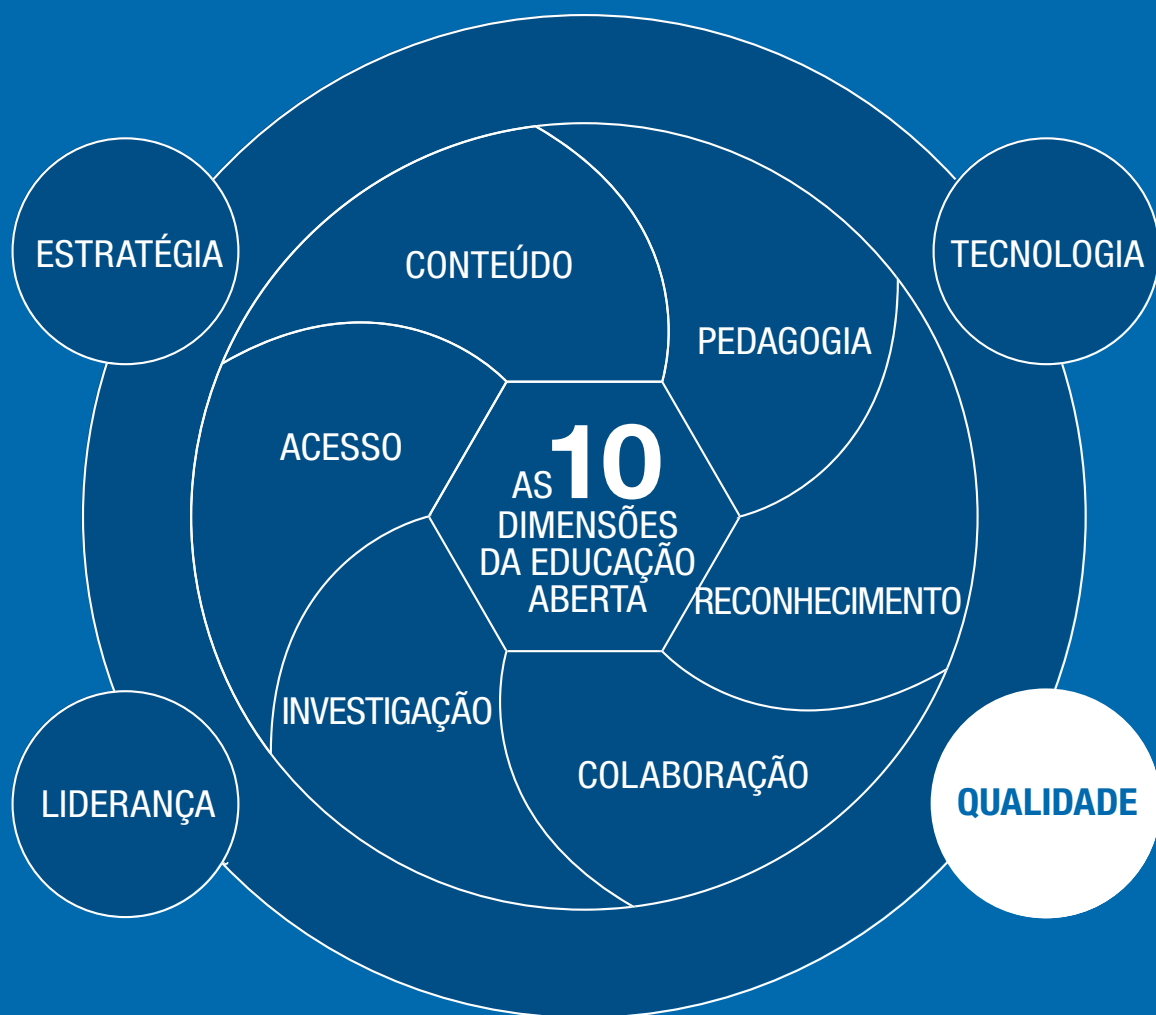 ESTRATÉGIA
TECNOLOGIA
CONTEÚDO
PEDAGOGIA
ACESSO
AS 10
DIMENSÕES
DA EDUCAÇÃO
ABERTA
RECONHECIMENTO
INVESTIGAÇÃO
COLABORAÇÃO
LIDERANÇA
QUALIDADE